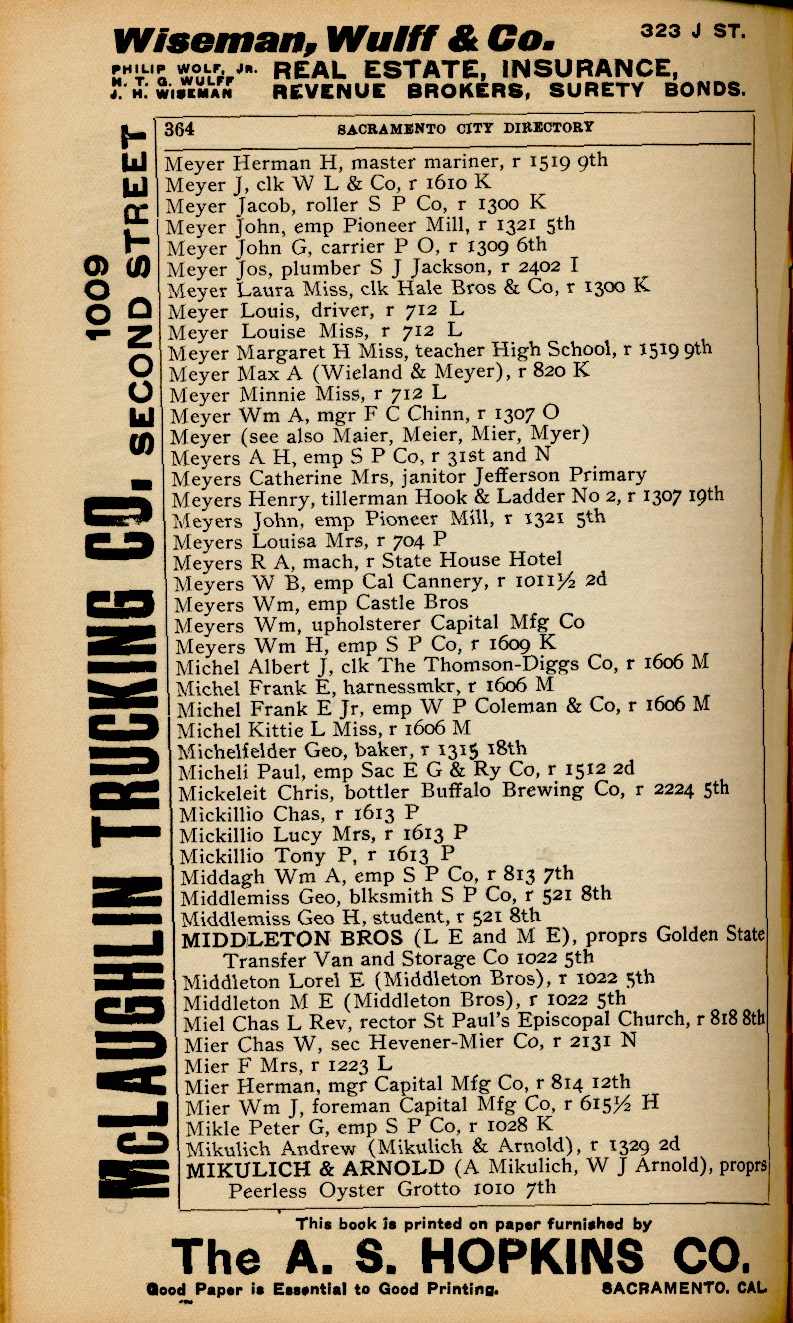 Wiseman, Wulff & Co. 323 J ST.
PHILIP WOLF, JR.
H. T. G. WULFF
J. H. WISEMAN
REAL ESTATE, INSURANCE,
REVENUE BROKERS, SURETY BONDS.
McLAUGHLIN TRUCKING CO. 1009 SECOND STREET
364 SACRAMENTO CITY DIRECTORY
Meyer Herman H, master mariner, r 1519 9th
Meyer J, clk W L & Co, r 1610 K
Meyer Jacob, roller S P Co, r 1300 K
Meyer John, emp Pioneer Mill, r 1321 5th
Meyer John G, carrier P O, r 1309 6th
Meyer Jos, plumber S J Jackson, r 2402 I
Meyer Laura Miss, clk Hale Bros & Co, r 1300 K
Meyer Louis, driver, r 712 L
Meyer Louise Miss, r 712 L
Meyer Margaret H Miss, teacher High School, r 1519 9th
Meyer Max A (Wieland & Meyer), r 820 K
Meyer Minnie Miss, r 712 L
Meyer Wm A, mgr F C Chinn, r 1307 O
Meyer (see also Maier, Meier, Mier, Myer)
Meyers A H, emp S P Co, r 31st and N
Meyers Catherine Mrs, janitor Jefferson Primary
Meyers Henry, tillerman Hook & Ladder No 2, r 1307 19th
Meyers John, emp Pioneer Mill, r 1321 5th
Meyers Louisa Mrs, r 704 P
Meyers R A, mach, r State House Hotel
Meyers W B, emp Cal Cannery, r 1011½ 2d
Meyers Wm, emp Castle Bros
Meyers Wm, upholsterer Capital Mfg Co
Meyers Wm H, emp S P Co, r 1609 K
Michel Albert J, clk The Thomson-Diggs Co, r 1606 M
Michel Frank E, harnessmkr, r 1606 M
Michel Frank E Jr, emp W P Coleman & Co, r 1606 M
Michel Kittie L Miss, r 1606 M
Michelfelder Geo, baker, r 1315 18th
Micheli Paul, emp Sac E G & Ry Co, r 1512 2d
Mickeleit Chris, bottler Buffalo Brewing Co, r 2224 5th
Mickillio Chas, r 1613 P
Mickillio Lucy Mrs, r 1613 P
Mickillio Tony P, r 1613 P
Middagh Wm A, emp S P Co, r 813 7th
Middlemiss Geo, blksmith S P Co, r 521 8th
Middlemiss Geo H, student, r 521 8th
MIDDLETON BROS (L E and M E), proprs Golden State
Transfer Van and Storage Co 1022 5th
Middleton Lorel E (Middleton Bros), r 1022 5th
Middleton M E (Middleton Bros), r 1022 5th
Miel Chas L Rev, rector St Paul's Episcopal Church, r 818 8th
Mier Chas W, sec Hevener-Mier Co, r 2131 N
Mier F Mrs, r 1223 L
Mier Herman, mgr Capital Mfg Co, r 814 12th
Mier Wm J, foreman Capital Mfg Co, r 615½ H
Mikle Peter G, emp S P Co, r 1028 K
Mikulich Andrew (Mikulich & Arnold), r 1329 2d
MIKULICH & ARNOLD (A Mikulich, W J Arnold), proprs
Peerless Oyster Grotto 1010 7th
This book is printed on paper furnished by
The A. S. HOPKINS CO.
Good Paper is Essential to Good Printing. SACRAMENTO. CAL.